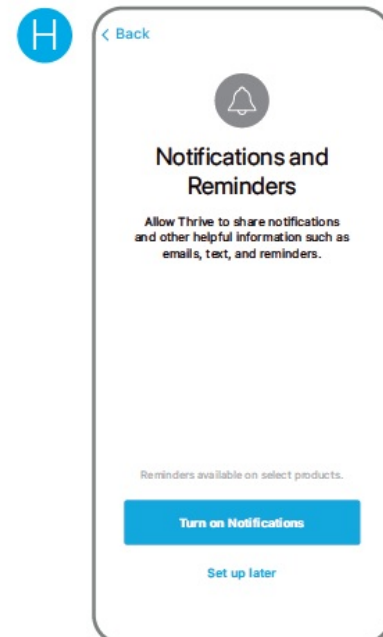 H
< Back
Notifications and
Reminders
Allow Thrive to share notifications
and other helpful information such as
emails, text, and reminders.
Reminders available on select products.
Turn on Notifications
Set up later